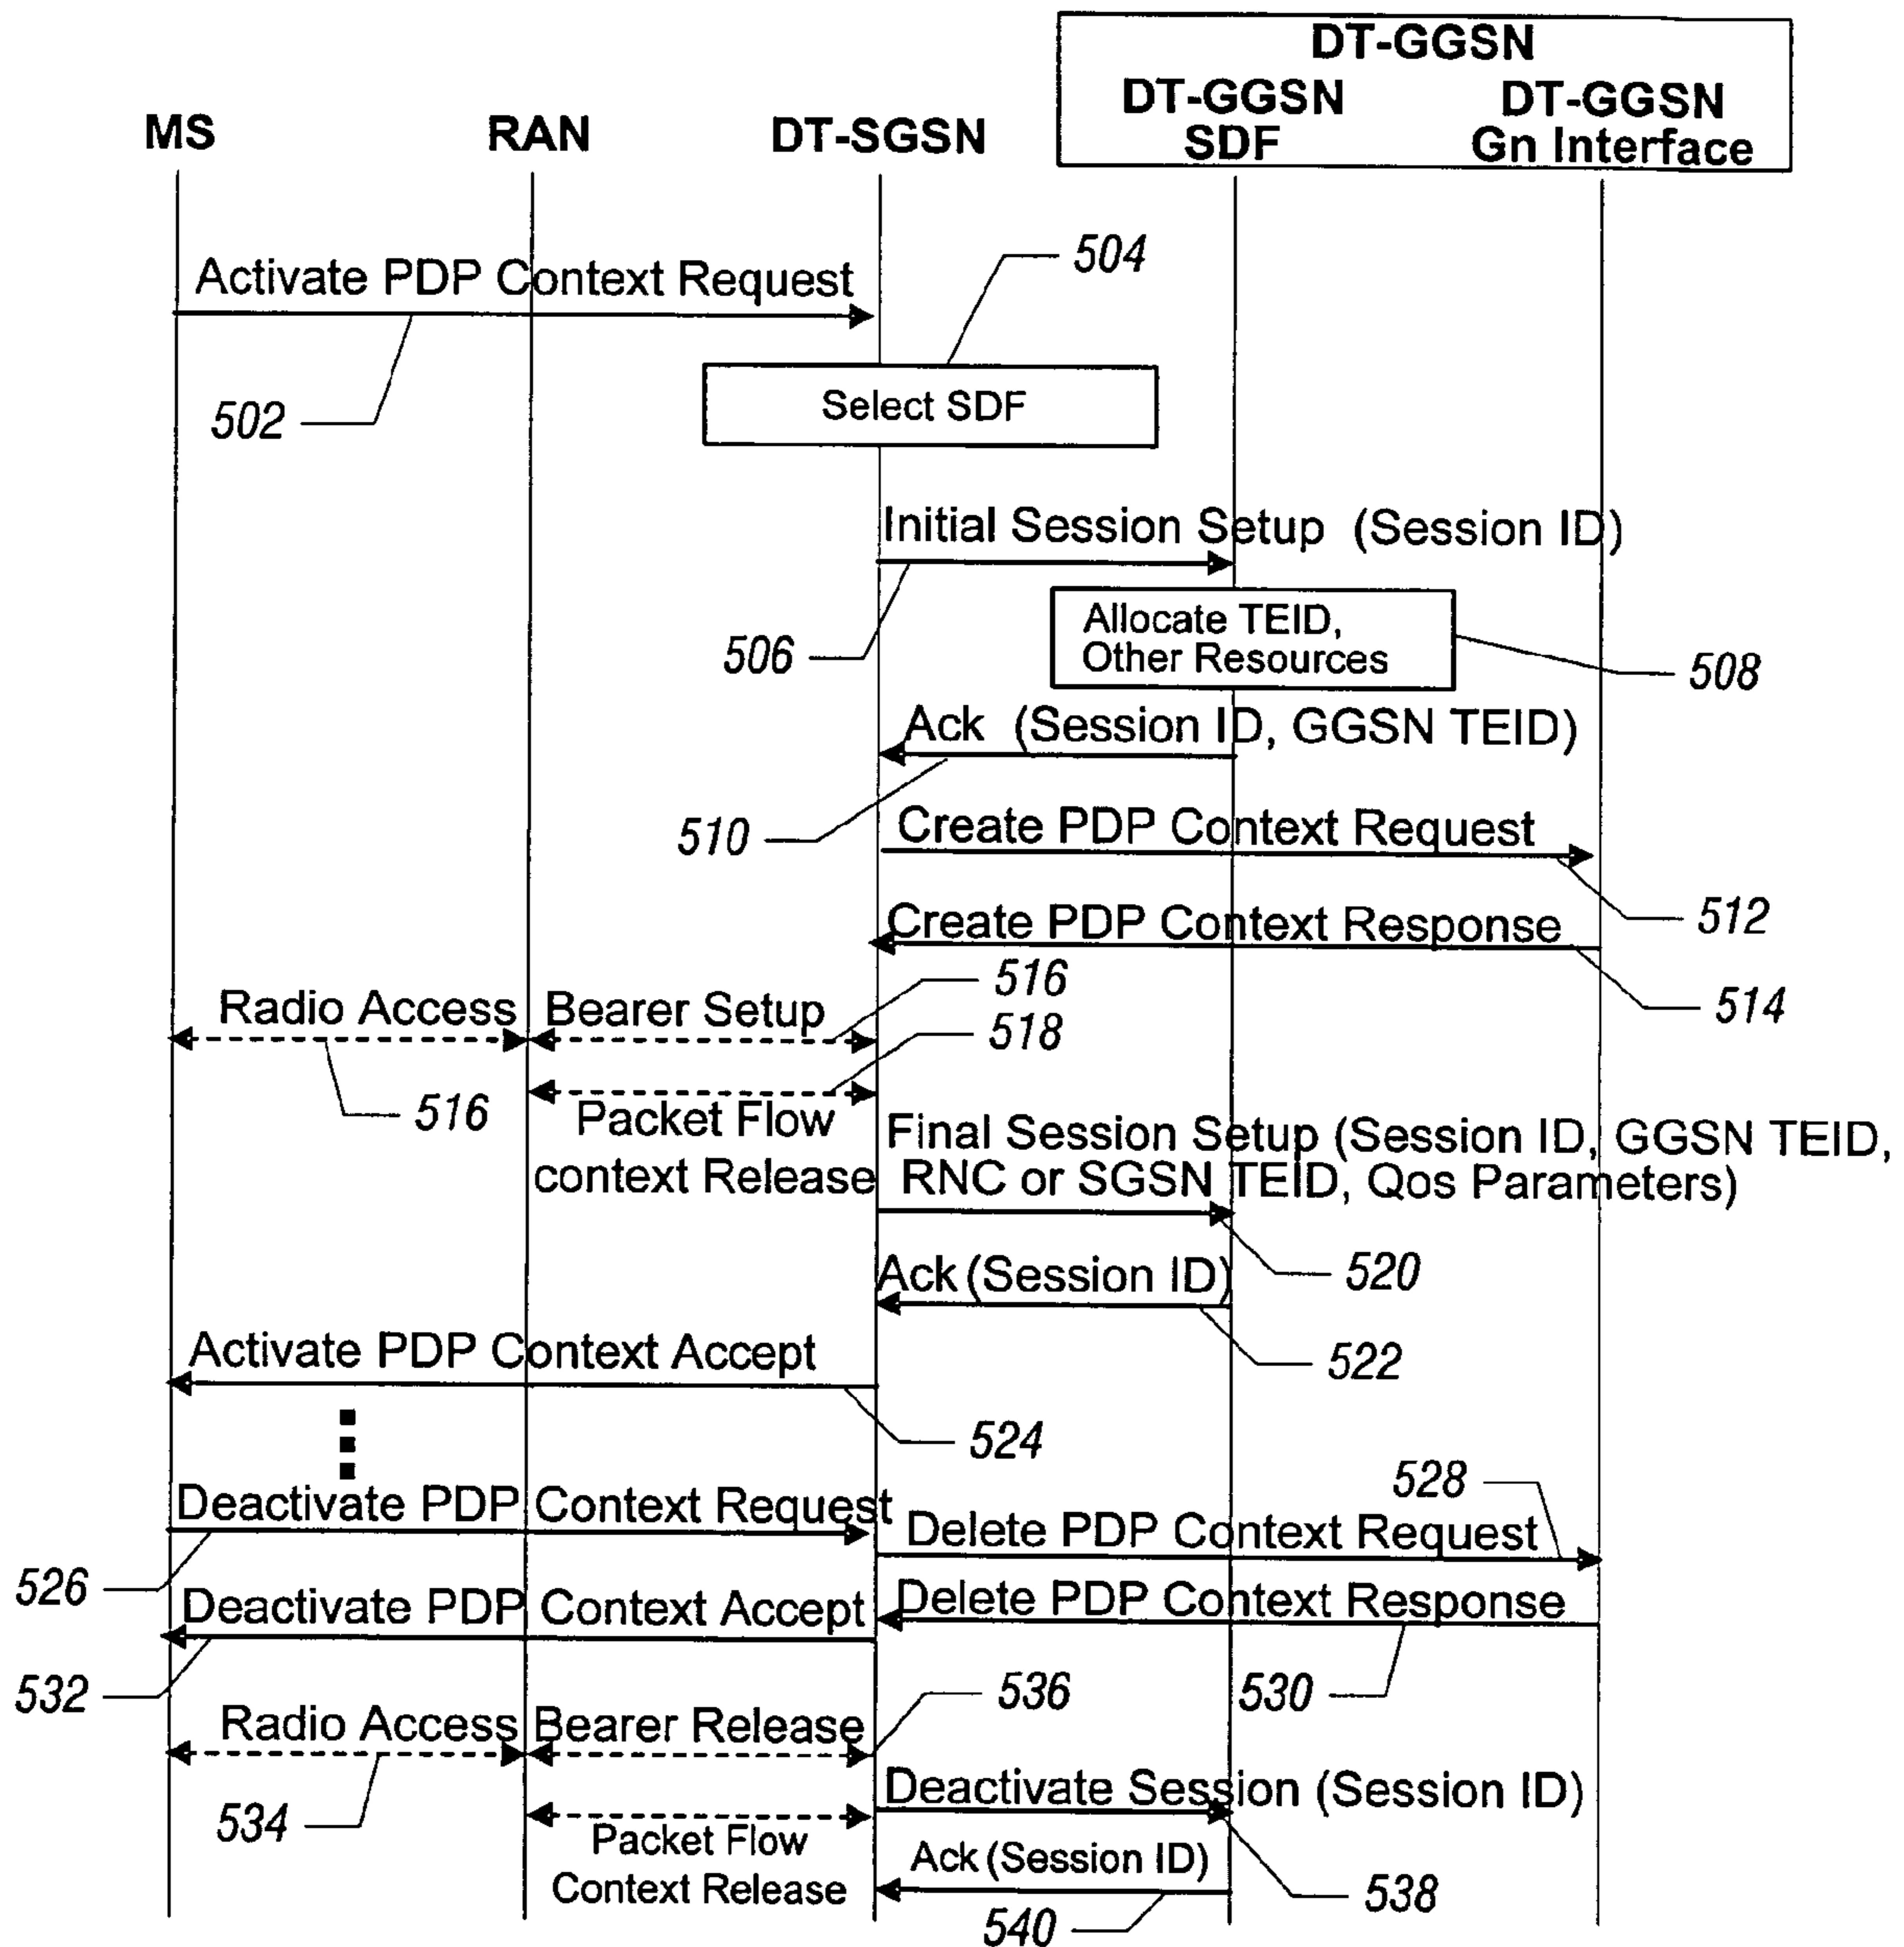 DT-GGSN
MS RAN DT-SGSN DT-GGSN SDF DT-GGSN Gn Interface
504
Activate PDP Context Request
502
Select SDF
Initial Session Setup (Session ID)
506
Allocate TEID,
Other Resources
508
Ack (Session ID, GGSN TEID)
510
Create PDP Context Request
512
Create PDP Context Response
514
516
Radio Access Bearer Setup
518
516
Packet Flow
context Release
Final Session Setup (Session ID, GGSN TEID,
RNC or SGSN TEID, Qos Parameters)
520
Ack (Session ID)
522
Activate PDP Context Accept
524
528
Deactivate PDP Context Request
Delete PDP Context Request
526
Deactivate PDP Context Accept
Delete PDP Context Response
532
530
536
Radio Access Bearer Release
534
Deactivate Session (Session ID)
Packet Flow
Context Release
Ack (Session ID)
538
540